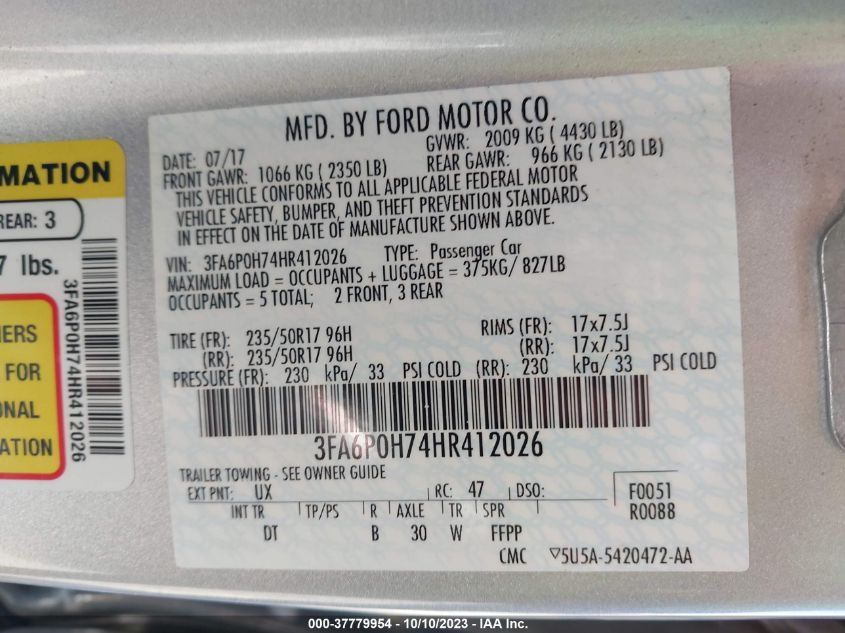 MFD. BY FORD MOTOR CO.
DATE: 07/17
GVWR: 2009 KG ( 4430 LB)
FRONT GAWR: 1066 KG ( 2350 LB)
REAR GAWR: 966 KG ( 2130 LB)
THIS VEHICLE CONFORMS TO ALL APPLICABLE FEDERAL MOTOR
VEHICLE SAFETY, BUMPER, AND THEFT PREVENTION STANDARDS
IN EFFECT ON THE DATE OF MANUFACTURE SHOWN ABOVE.
VIN: 3FA6P0H74HR412026 TYPE: Passenger Car
MAXIMUM LOAD = OCCUPANTS + LUGGAGE = 375KG/ 827LB
OCCUPANTS = 5 TOTAL; 2 FRONT, 3 REAR
TIRE (FR): 235/50R17 96H RIMS (FR): 17x7.5J
(RR): 235/50R17 96H (RR): 17x7.5J
PRESSURE (FR): 230 kPa/ 33 PSI COLD (RR): 230 kPa/ 33 PSI COLD
3FA6P0H74HR412026
TRAILER TOWING - SEE OWNER GUIDE
EXT PNT: UX RC: 47 DSO: F0051
INT TR TP/PS R AXLE TR SPR R0088
DT B 30 W FFPP
CMC ▽5U5A-5420472-AA
RMATION
REAR: 3
7 lbs.
3FA6P0H74HR412026
FOR
ONAL
ATION
000-37779954 - 10/10/2023 - IAA Inc.